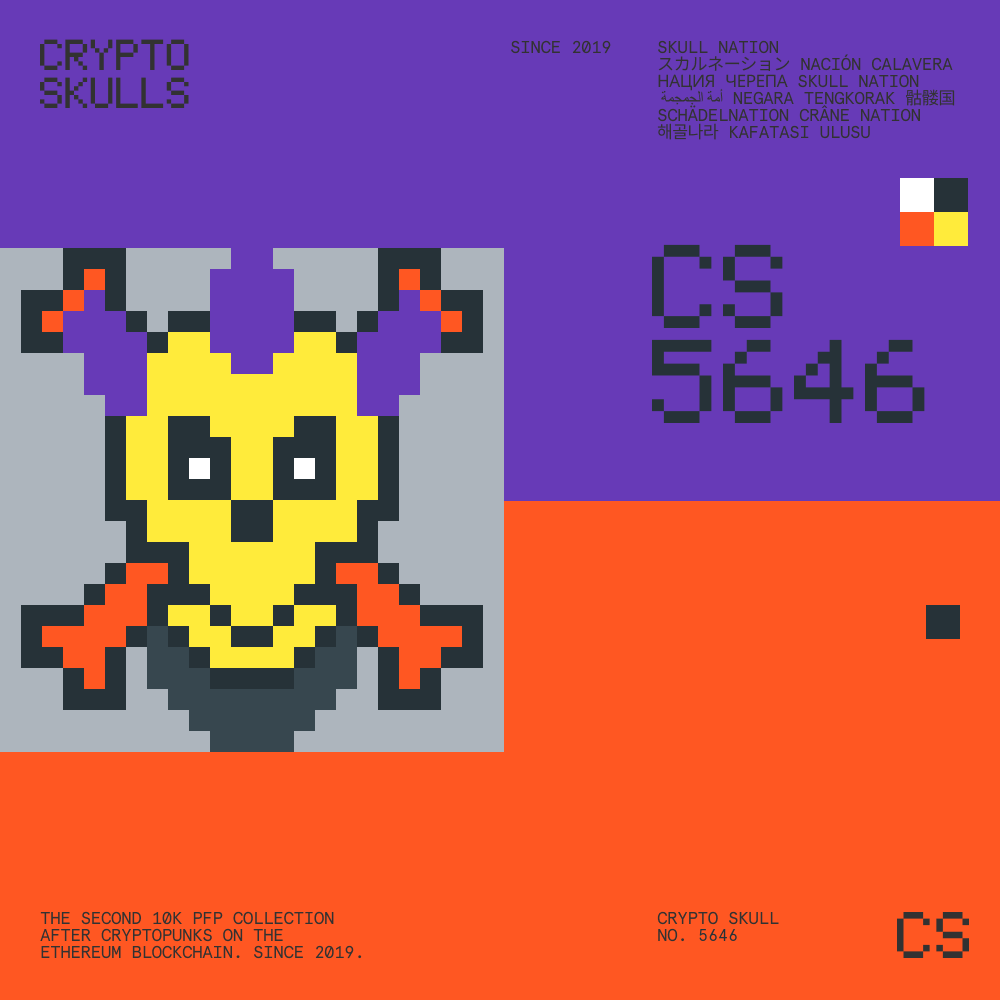 CRYPTO
SKULLS
SINCE 2019
SKULL NATION
スカルネーション NACIÓN CALAVERA
НАЦИЯ ЧЕРЕПА SKULL NATION
أمة الجمجمة NEGARA TENGKORAK 骷髅国
SCHÄDELNATION CRÂNE NATION
해골나라 KAFATASI ULUSU
CS
5646
THE SECOND 10K PFP COLLECTION
AFTER CRYPTOPUNKS ON THE
ETHEREUM BLOCKCHAIN. SINCE 2019.
CRYPTO SKULL
NO. 5646
CS